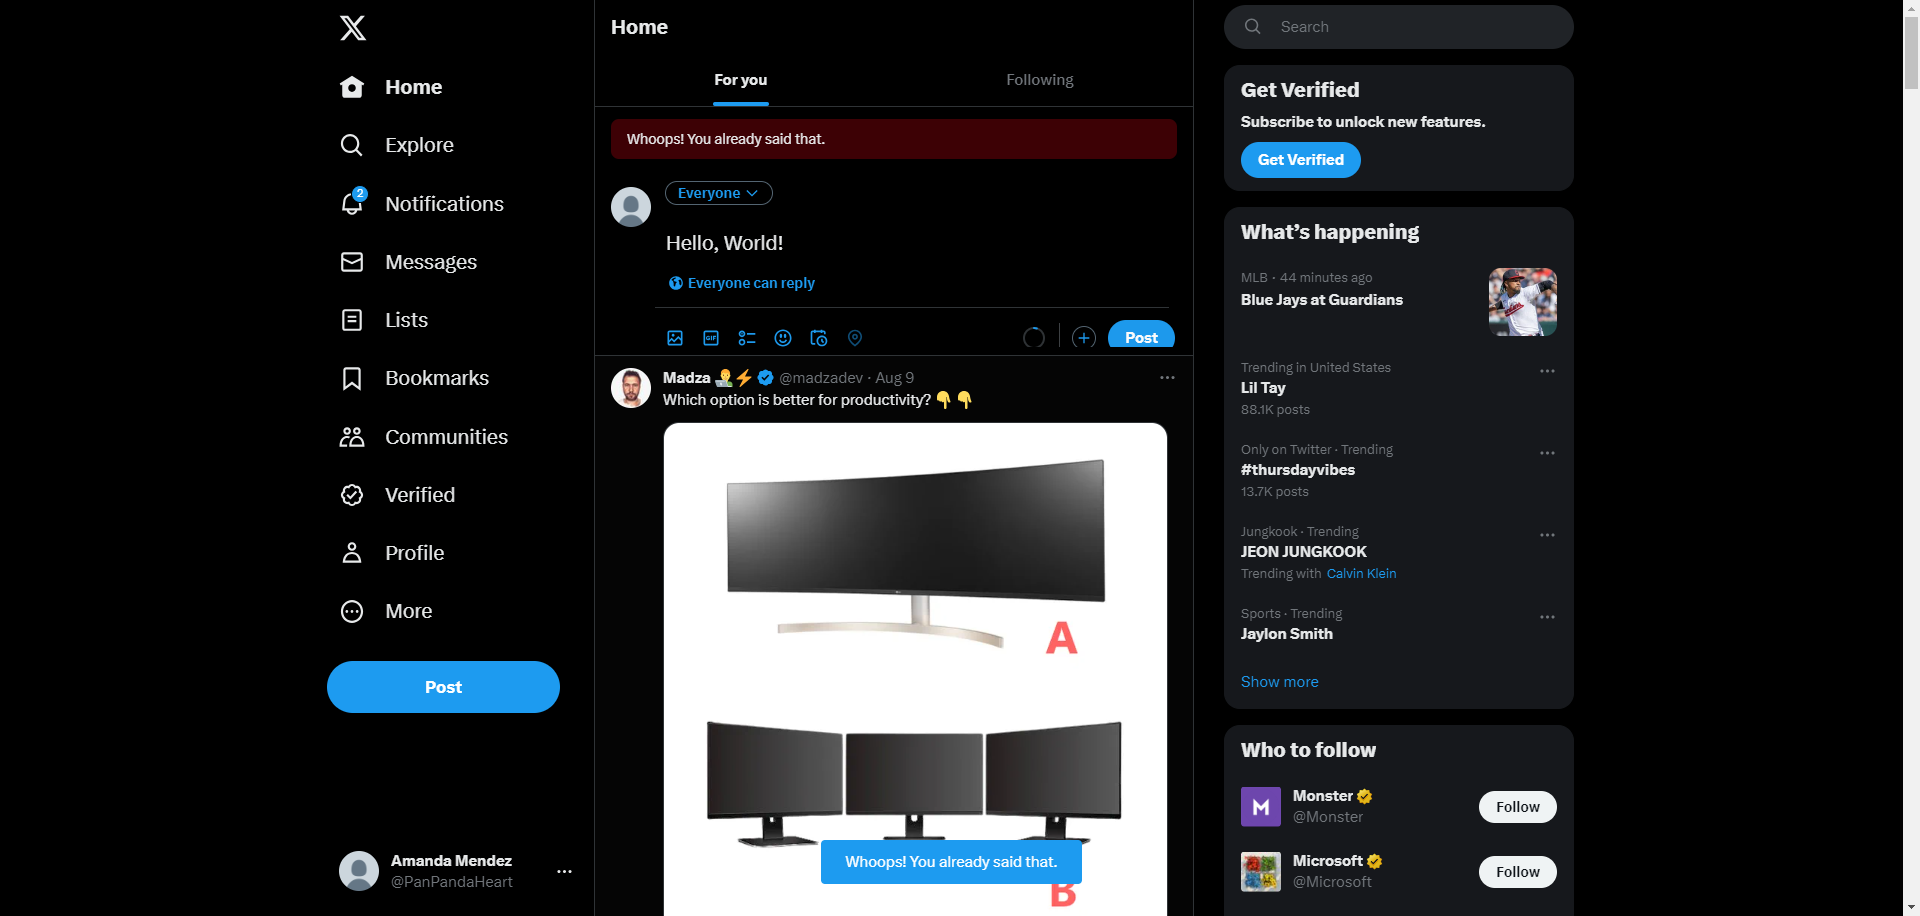 Home
Explore
2
Notifications
Messages
Lists
Bookmarks
Communities
Verified
Profile
More
Post
Amanda Mendez
@PanPandaHeart
Home
For you
Following
Whoops! You already said that.
Everyone
Hello, World!
Everyone can reply
GIF
Post
Madza @madzadev · Aug 9
Which option is better for productivity?
A
B
Whoops! You already said that.
Search
Get Verified
Subscribe to unlock new features.
Get Verified
What’s happening
MLB · 44 minutes ago
Blue Jays at Guardians
Trending in United States
Lil Tay
88.1K posts
Only on Twitter · Trending
#thursdayvibes
13.7K posts
Jungkook · Trending
JEON JUNGKOOK
Trending with Calvin Klein
Sports · Trending
Jaylon Smith
Show more
Who to follow
Monster
@Monster
Follow
Microsoft
@Microsoft
Follow